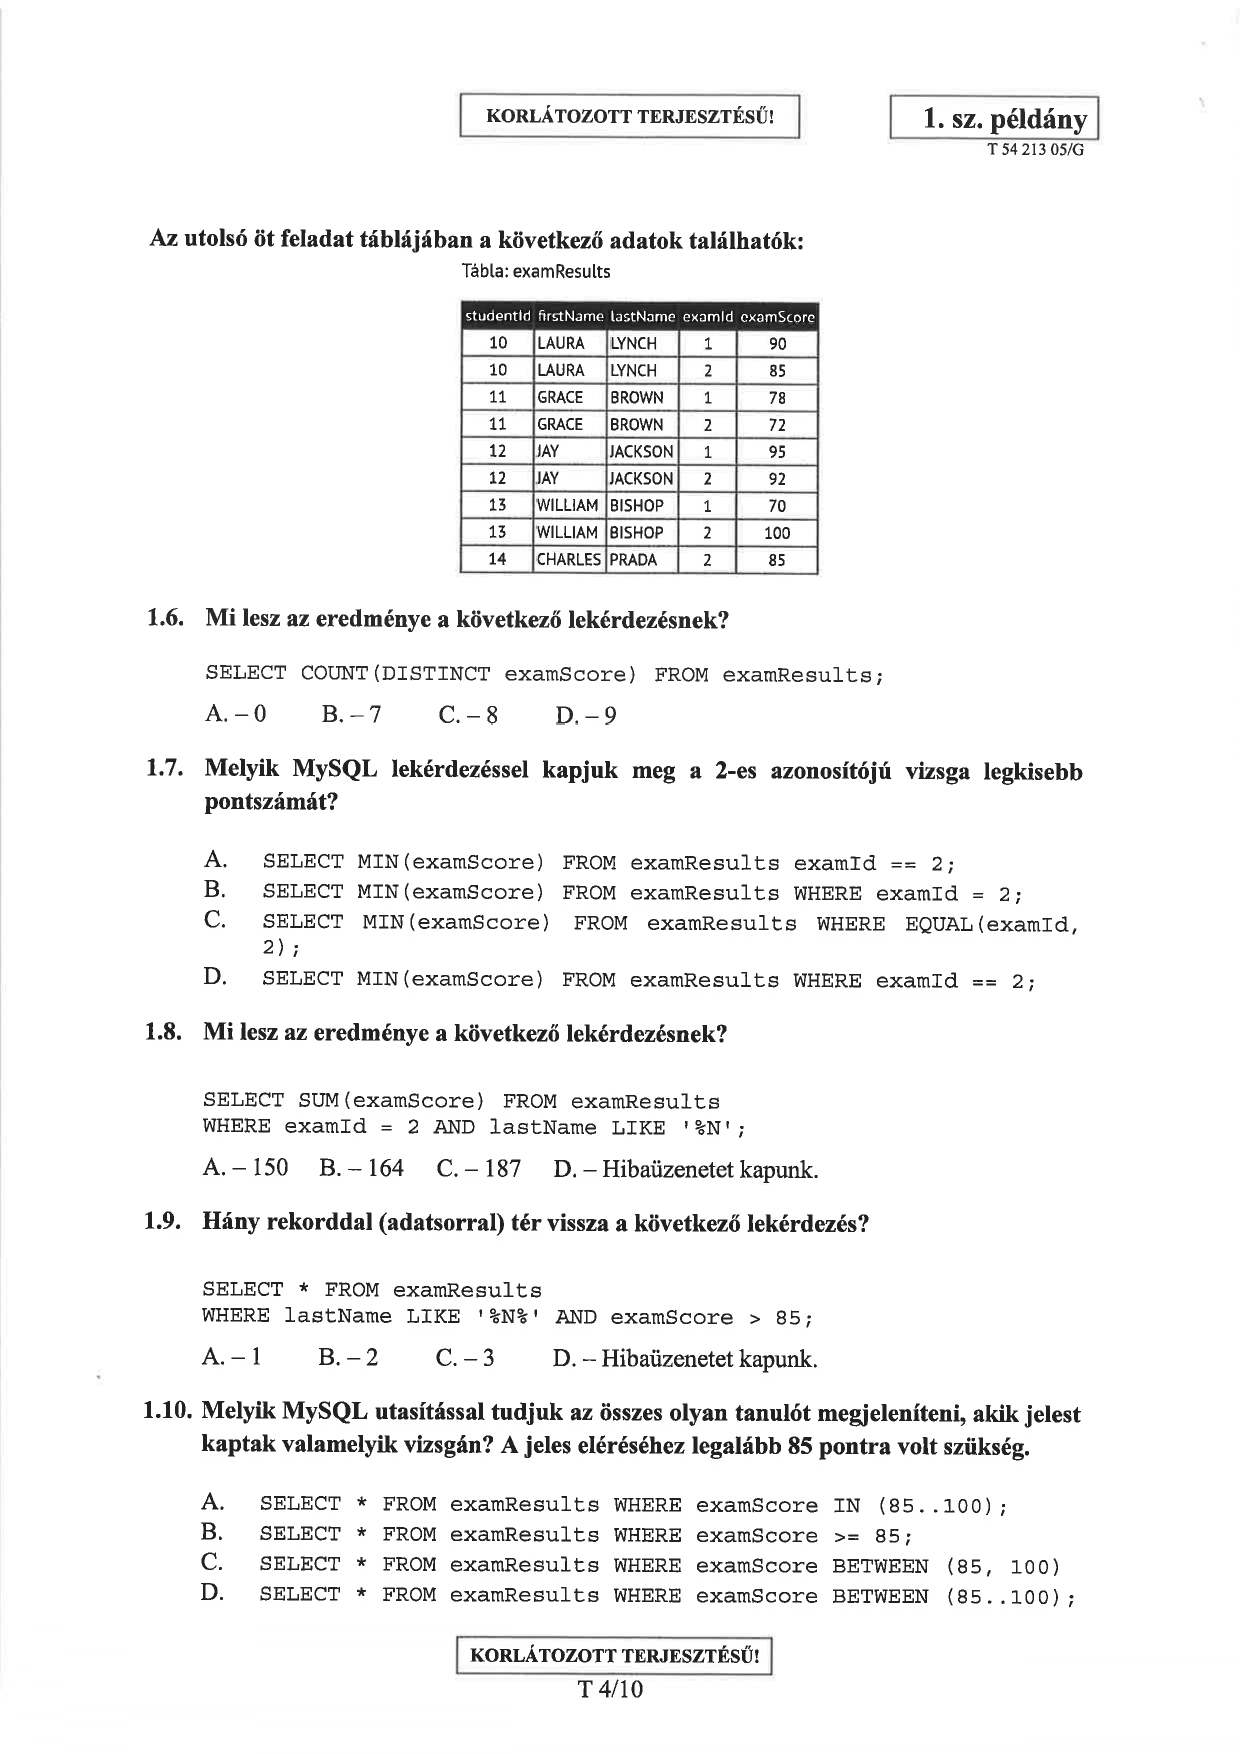 KORLÁTOZOTT TERJESZTÉSŰ!
1. sz. példány
T 54 213 05/G
Az utolsó öt feladat táblájában a következő adatok találhatók:
Tábla: examResults
studentId firstName lastName examId examScore
10 LAURA LYNCH 1 90
10 LAURA LYNCH 2 85
11 GRACE BROWN 1 78
11 GRACE BROWN 2 72
12 JAY JACKSON 1 95
12 JAY JACKSON 2 92
13 WILLIAM BISHOP 1 70
13 WILLIAM BISHOP 2 100
14 CHARLES PRADA 2 85
1.6. Mi lesz az eredménye a következő lekérdezésnek?
SELECT COUNT(DISTINCT examScore) FROM examResults;
A. – 0 B. – 7 C. – 8 D. – 9
1.7. Melyik MySQL lekérdezéssel kapjuk meg a 2-es azonosítójú vizsga legkisebb
pontszámát?
A. SELECT MIN(examScore) FROM examResults examId == 2;
B. SELECT MIN(examScore) FROM examResults WHERE examId = 2;
C. SELECT MIN(examScore) FROM examResults WHERE EQUAL(examId,
2);
D. SELECT MIN(examScore) FROM examResults WHERE examId == 2;
1.8. Mi lesz az eredménye a következő lekérdezésnek?
SELECT SUM(examScore) FROM examResults
WHERE examId = 2 AND lastName LIKE '%N';
A. – 150 B. – 164 C. – 187 D. – Hibaüzenetet kapunk.
1.9. Hány rekorddal (adatsorral) tér vissza a következő lekérdezés?
SELECT * FROM examResults
WHERE lastName LIKE '%N%' AND examScore > 85;
A. – 1 B. – 2 C. – 3 D. – Hibaüzenetet kapunk.
1.10. Melyik MySQL utasítással tudjuk az összes olyan tanulót megjeleníteni, akik jelest
kaptak valamelyik vizsgán? A jeles eléréséhez legalább 85 pontra volt szükség.
A. SELECT * FROM examResults WHERE examScore IN (85..100);
B. SELECT * FROM examResults WHERE examScore >= 85;
C. SELECT * FROM examResults WHERE examScore BETWEEN (85, 100)
D. SELECT * FROM examResults WHERE examScore BETWEEN (85..100);
KORLÁTOZOTT TERJESZTÉSŰ!
T 4/10